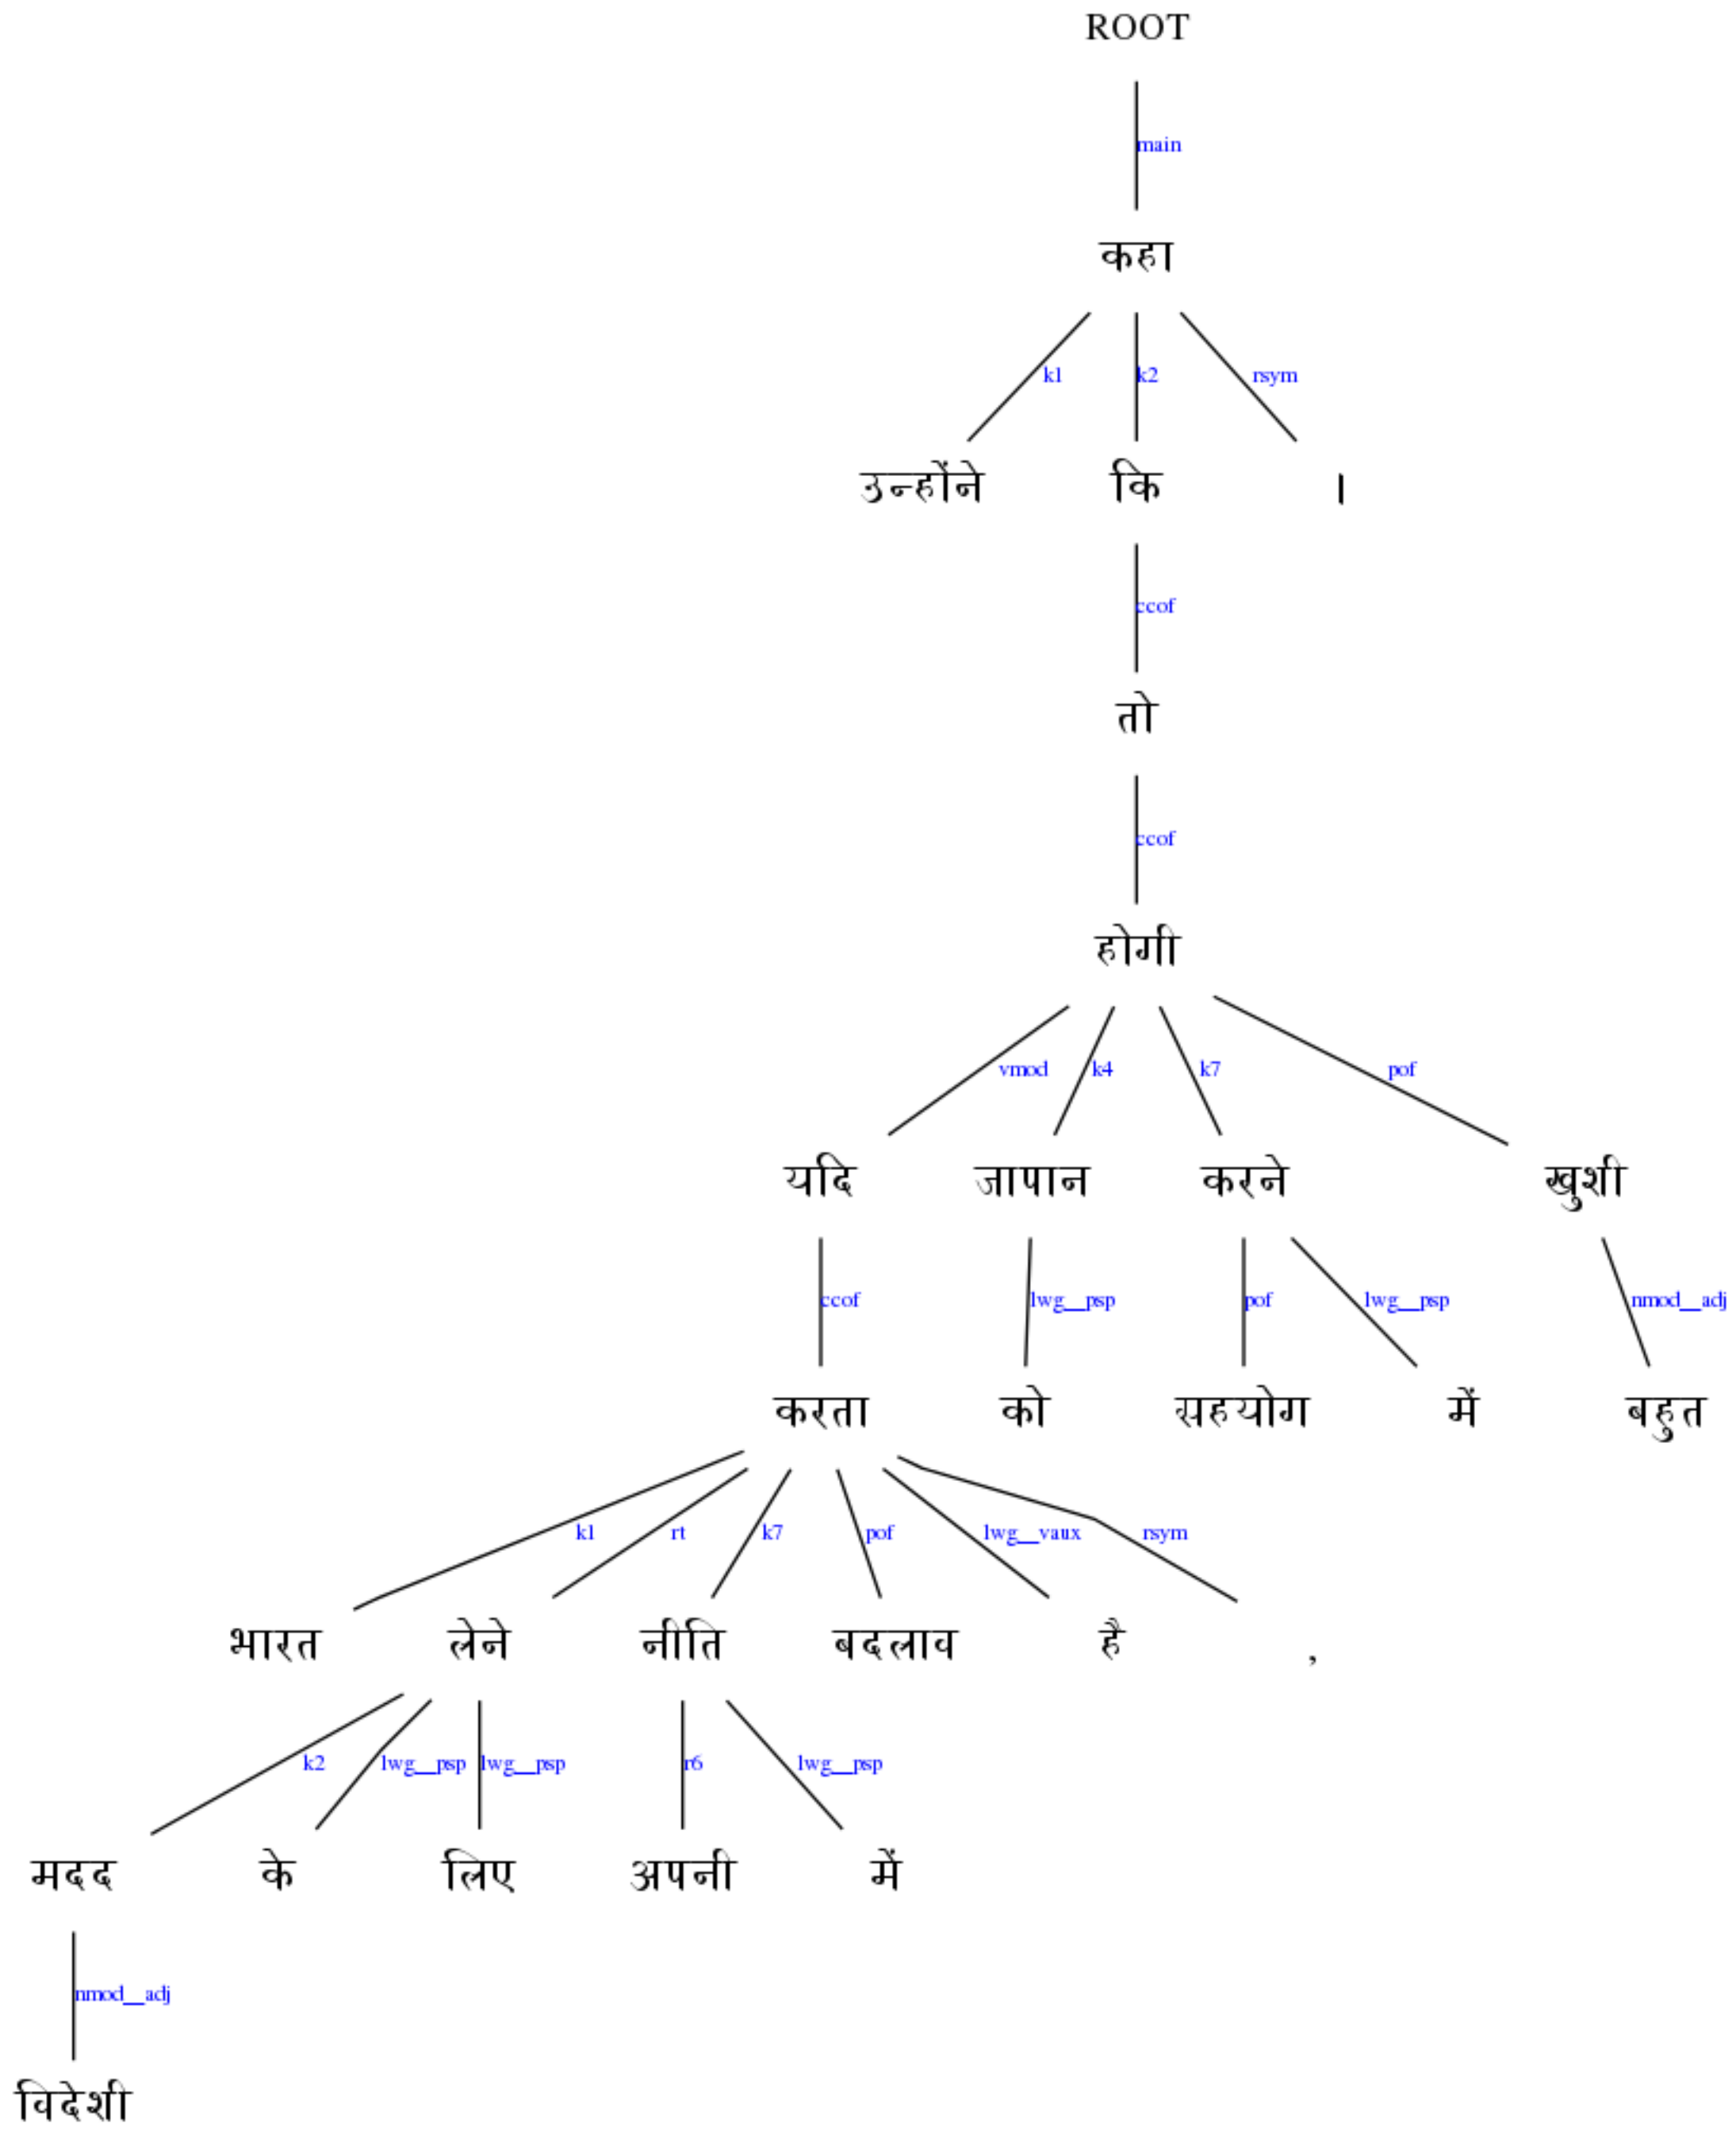 ROOT
main
कहा
k1 k2 rsym
उन्होंने कि ।
ccof
तो
ccof
होगी
vmod k4 k7 pof
यदि जापान करने खुशी
ccof lwg__psp pof lwg__psp nmod__adj
करता को सहयोग में बहुत
k1 rt k7 pof lwg__vaux rsym
भारत लेने नीति बदलाव है ,
k2 lwg__psp lwg__psp r6 lwg__psp
मदद के लिए अपनी में
nmod__adj
विदेशी